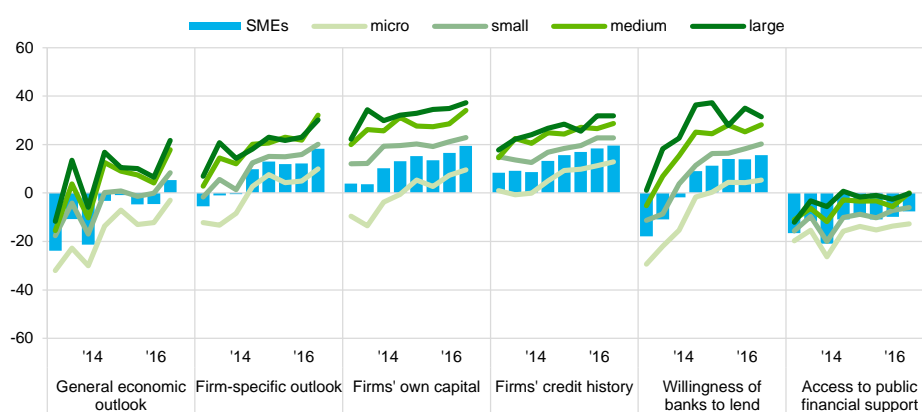 SMEs micro small medium large
60
40
20
0
-20
-40
-60
'14 '16 '14 '16 '14 '16 '14 '16 '14 '16 '14 '16
General economic outlook
Firm-specific outlook
Firms' own capital
Firms' credit history
Willingness of banks to lend
Access to public financial support